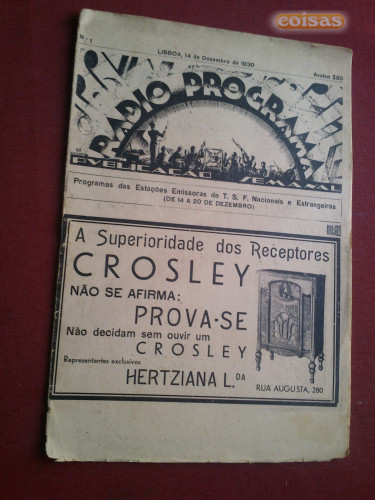 coisas
N.º 1
LISBOA, 14 de Dezembro de 1930
Avulso $50
RADIO PROGRAMA
PVBLICAÇÃO SEMANAL
Programas das Estações Emissoras de T. S. F. Nacionais e Estrangeiras
(DE 14 A 20 DE DEZEMBRO)
A Superioridade dos Receptores
CROSLEY
NÃO SE AFIRMA:
PROVA-SE
Não decidam sem ouvir um
CROSLEY
Representantes exclusivos
HERTZIANA L.DA
RUA AUGUSTA, 280